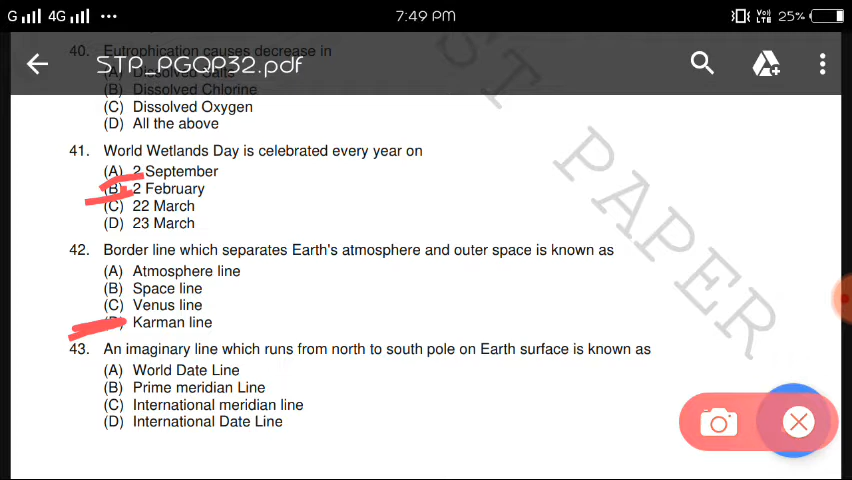 G 4G ••• 7:49 PM VoI LTE 25%
40. Eutrophication causes decrease in
STP_PGQP32.pdf
(A) Dissolved Salts
(B) Dissolved Chlorine
(C) Dissolved Oxygen
(D) All the above
41. World Wetlands Day is celebrated every year on
(A) 2 September
(B) 2 February
(C) 22 March
(D) 23 March
42. Border line which separates Earth's atmosphere and outer space is known as
(A) Atmosphere line
(B) Space line
(C) Venus line
(D) Karman line
43. An imaginary line which runs from north to south pole on Earth surface is known as
(A) World Date Line
(B) Prime meridian Line
(C) International meridian line
(D) International Date Line
PAPER